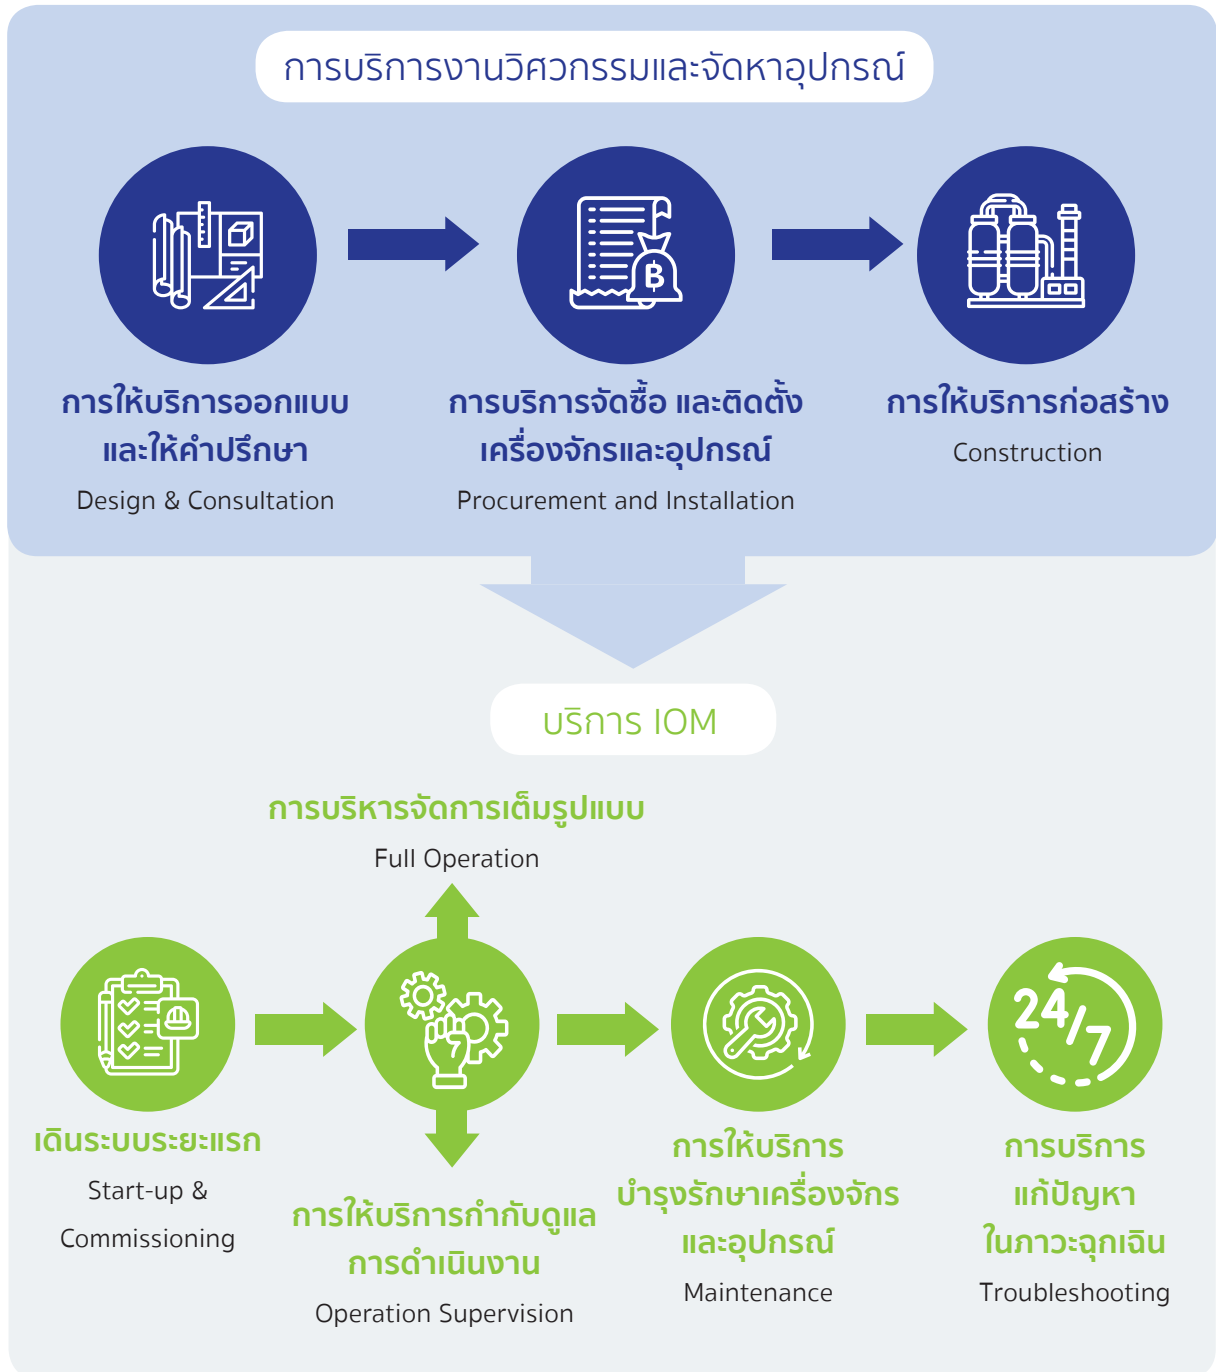 การบริการงานวิศวกรรมและจัดหาอุปกรณ์
การให้บริการออกแบบ
และให้คำปรึกษา
Design & Consultation
฿
การบริการจัดซื้อ และติดตั้ง
เครื่องจักรและอุปกรณ์
Procurement and Installation
การให้บริการก่อสร้าง
Construction
บริการ IOM
การบริหารจัดการเต็มรูปแบบ
Full Operation
เดินระบบระยะแรก
Start-up &
Commissioning
การให้บริการกำกับดูแล
การดำเนินงาน
Operation Supervision
การให้บริการ
บำรุงรักษาเครื่องจักร
และอุปกรณ์
Maintenance
24/7
การบริการ
แก้ปัญหา
ในภาวะฉุกเฉิน
Troubleshooting